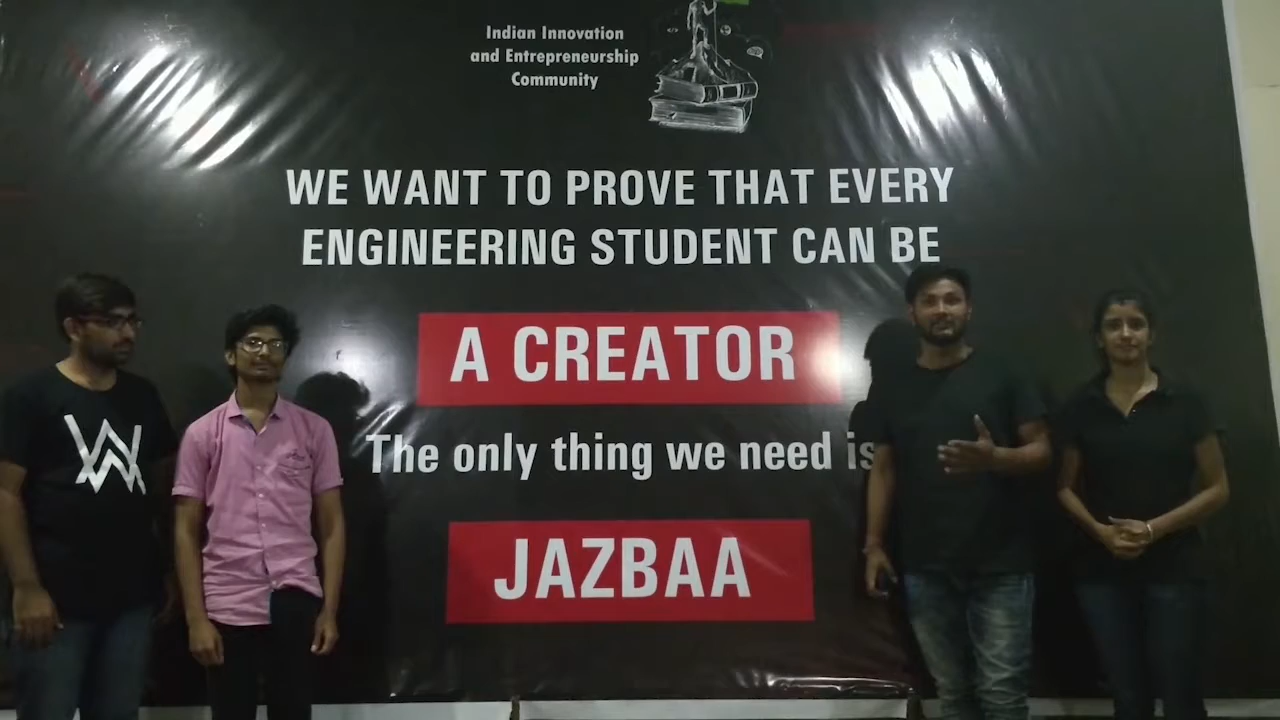 Indian Innovation
and Entrepreneurship
Community
WE WANT TO PROVE THAT EVERY
ENGINEERING STUDENT CAN BE
A CREATOR
The only thing we need is
JAZBAA